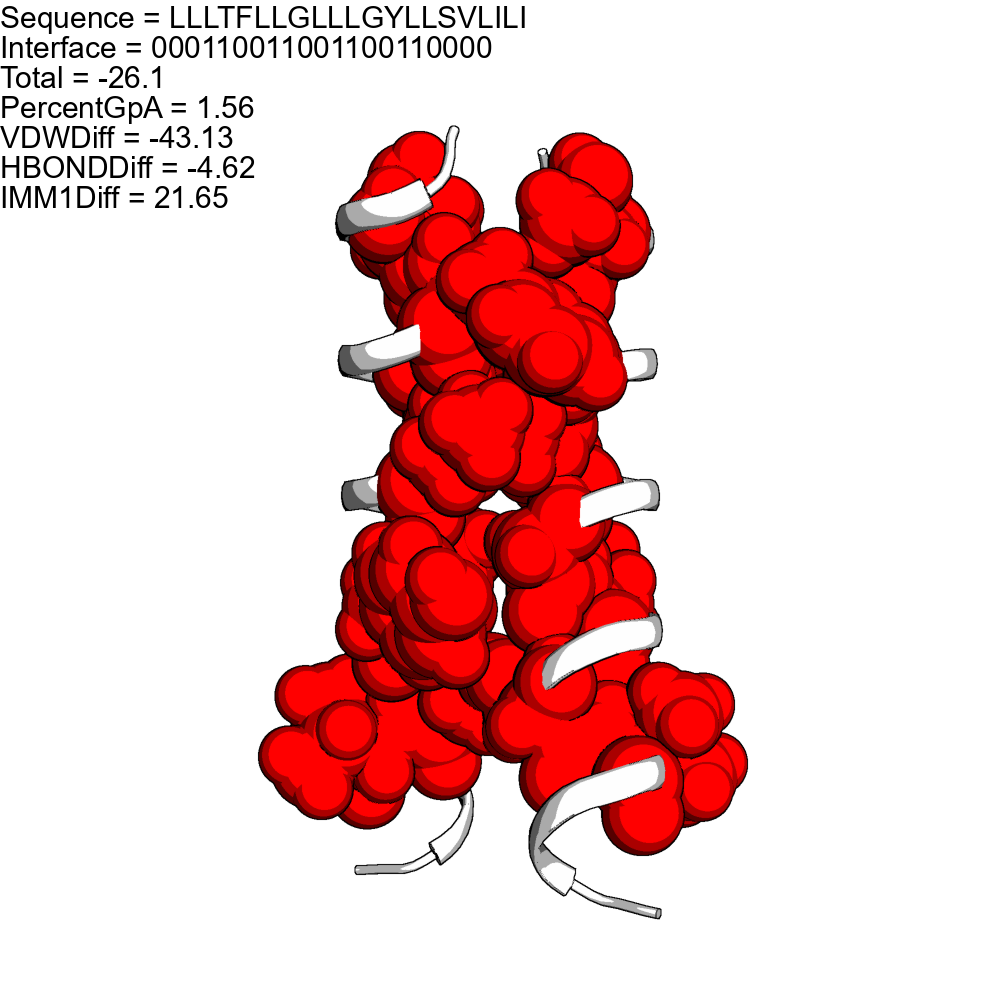 Sequence = LLLTFLLGLLLGYLLSVLILI
Interface = 000110011001100110000
Total = -26.1
PercentGpA = 1.56
VDWDiff = -43.13
HBONDDiff = -4.62
IMM1Diff = 21.65